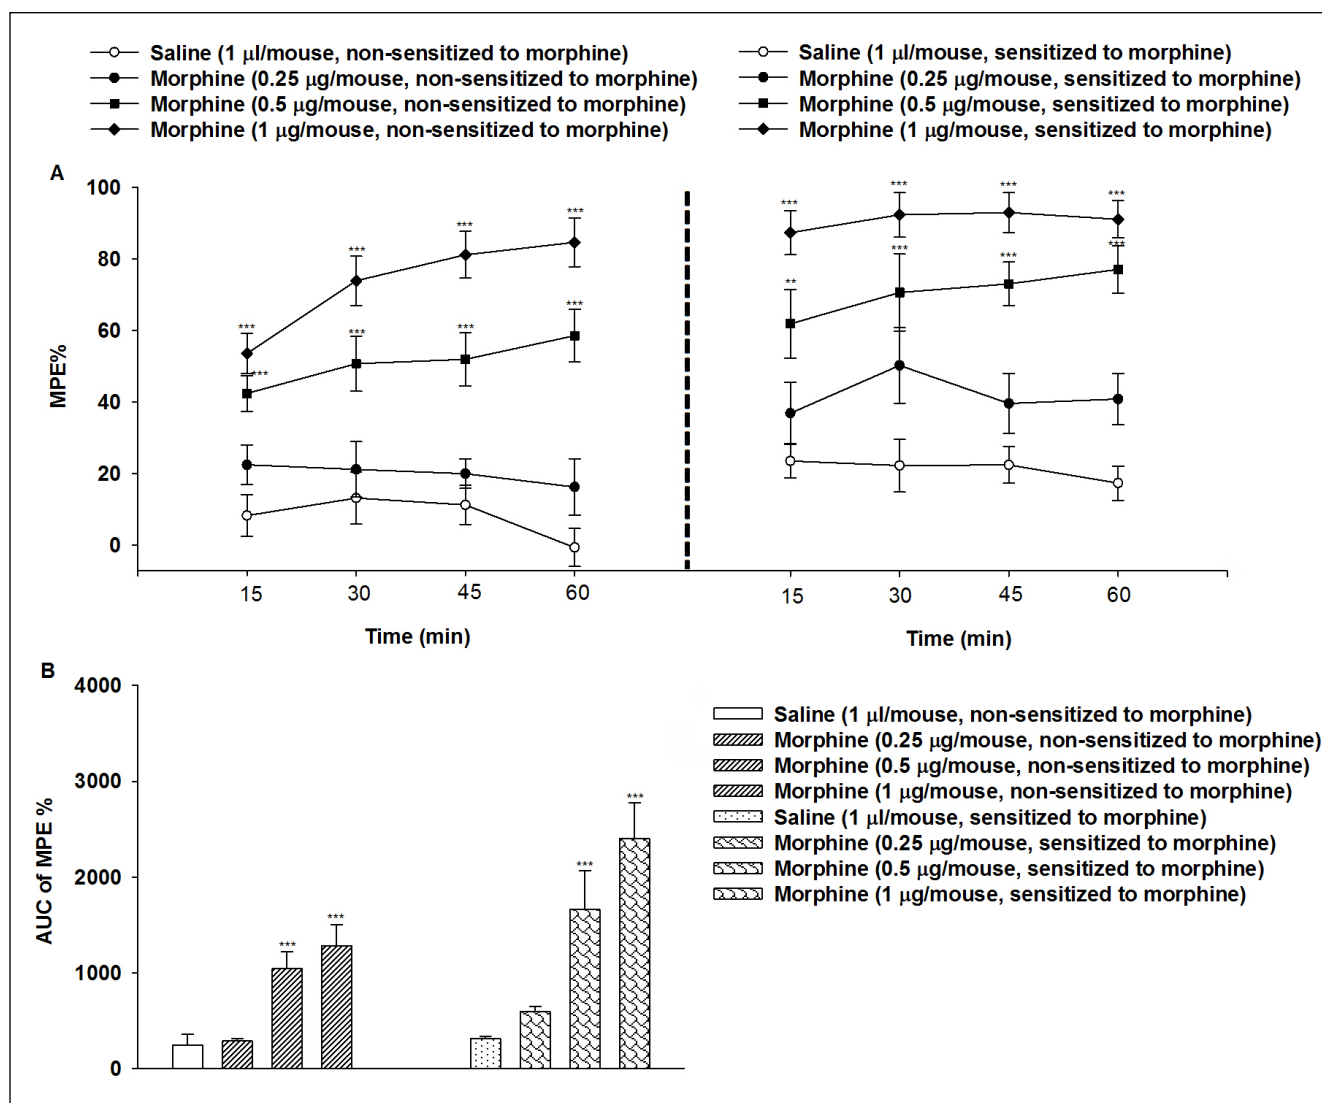 Saline (1 μl/mouse, non-sensitized to morphine)
Morphine (0.25 μg/mouse, non-sensitized to morphine)
Morphine (0.5 μg/mouse, non-sensitized to morphine)
Morphine (1 μg/mouse, non-sensitized to morphine)
Saline (1 μl/mouse, sensitized to morphine)
Morphine (0.25 μg/mouse, sensitized to morphine)
Morphine (0.5 μg/mouse, sensitized to morphine)
Morphine (1 μg/mouse, sensitized to morphine)
A
MPE%
100
80
60
40
20
0
***
***
***
***
***
***
***
***
15
30
45
60
Time (min)
***
***
***
***
**
***
***
***
15
30
45
60
Time (min)
B
AUC of MPE %
4000
3000
2000
1000
0
***
***
***
***
Saline (1 μl/mouse, non-sensitized to morphine)
Morphine (0.25 μg/mouse, non-sensitized to morphine)
Morphine (0.5 μg/mouse, non-sensitized to morphine)
Morphine (1 μg/mouse, non-sensitized to morphine)
Saline (1 μl/mouse, sensitized to morphine)
Morphine (0.25 μg/mouse, sensitized to morphine)
Morphine (0.5 μg/mouse, sensitized to morphine)
Morphine (1 μg/mouse, sensitized to morphine)